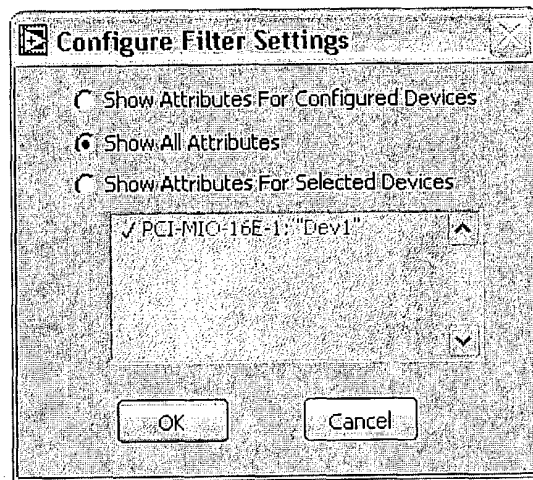 Configure Filter Settings
Show Attributes For Configured Devices
Show All Attributes
Show Attributes For Selected Devices
✓ PCI-MIO-16E-1: "Dev1"
OK
Cancel